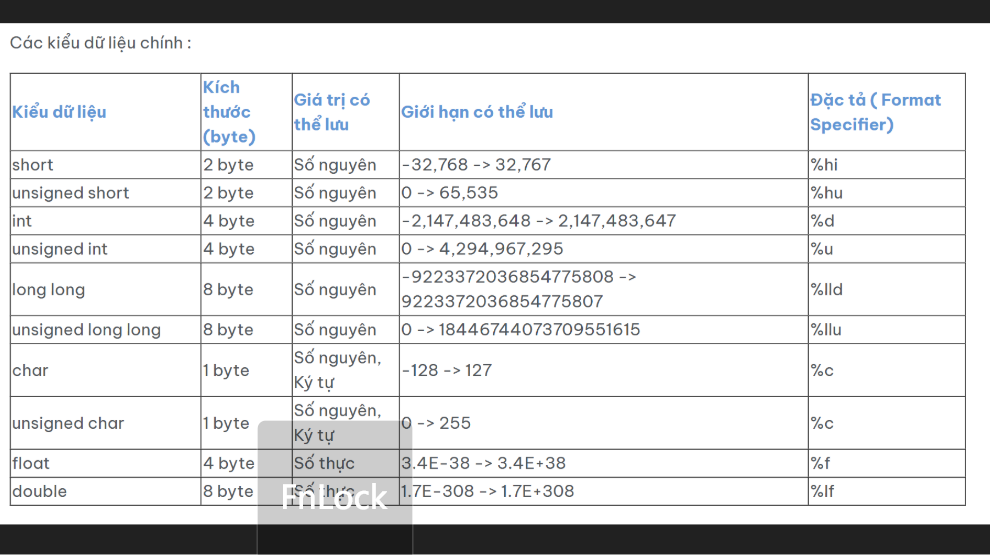 Các kiểu dữ liệu chính :
Kiểu dữ liệu
Kích
thước
(byte)
Giá trị có
thể lưu
Giới hạn có thể lưu
Đặc tả ( Format
Specifier)
short
2 byte
Số nguyên
-32,768 -> 32,767
%hi
unsigned short
2 byte
Số nguyên
0 -> 65,535
%hu
int
4 byte
Số nguyên
-2,147,483,648 -> 2,147,483,647
%d
unsigned int
4 byte
Số nguyên
0 -> 4,294,967,295
%u
long long
8 byte
Số nguyên
-9223372036854775808 ->
9223372036854775807
%lld
unsigned long long
8 byte
Số nguyên
0 -> 18446744073709551615
%llu
char
1 byte
Số nguyên,
Ký tự
-128 -> 127
%c
unsigned char
1 byte
Số nguyên,
Ký tự
0 -> 255
%c
float
4 byte
Số thực
3.4E-38 -> 3.4E+38
%f
double
8 byte
Số thực
1.7E-308 -> 1.7E+308
%lf
FnLock